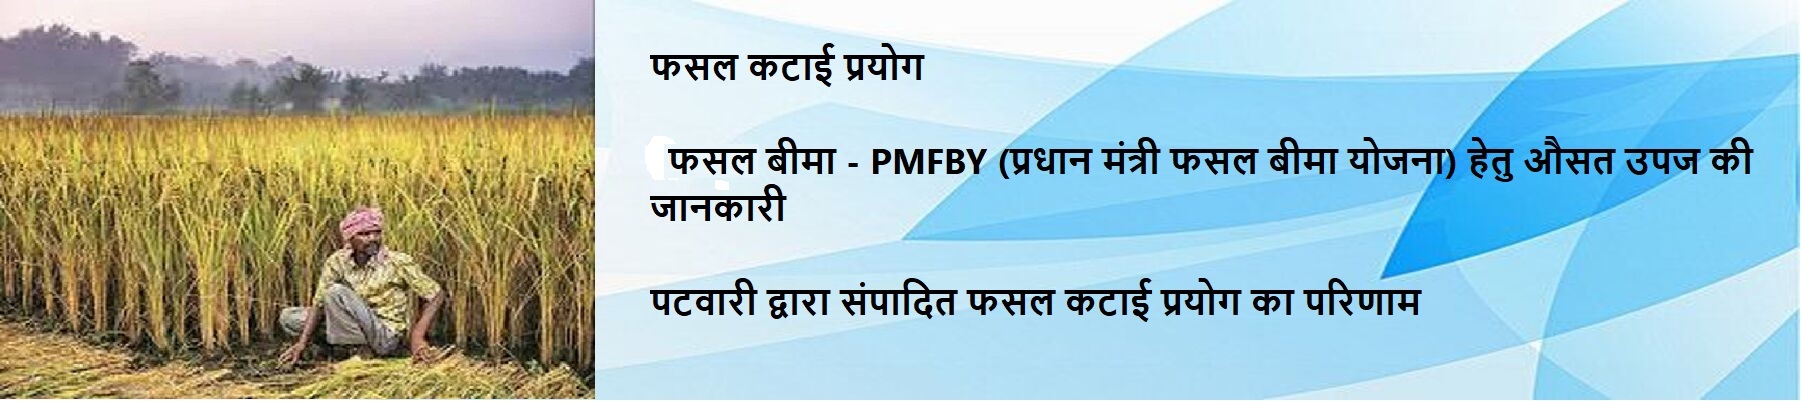 फसल कटाई प्रयोग
फसल बीमा - PMFBY (प्रधान मंत्री फसल बीमा योजना) हेतु औसत उपज की
जानकारी
पटवारी द्वारा संपादित फसल कटाई प्रयोग का परिणाम